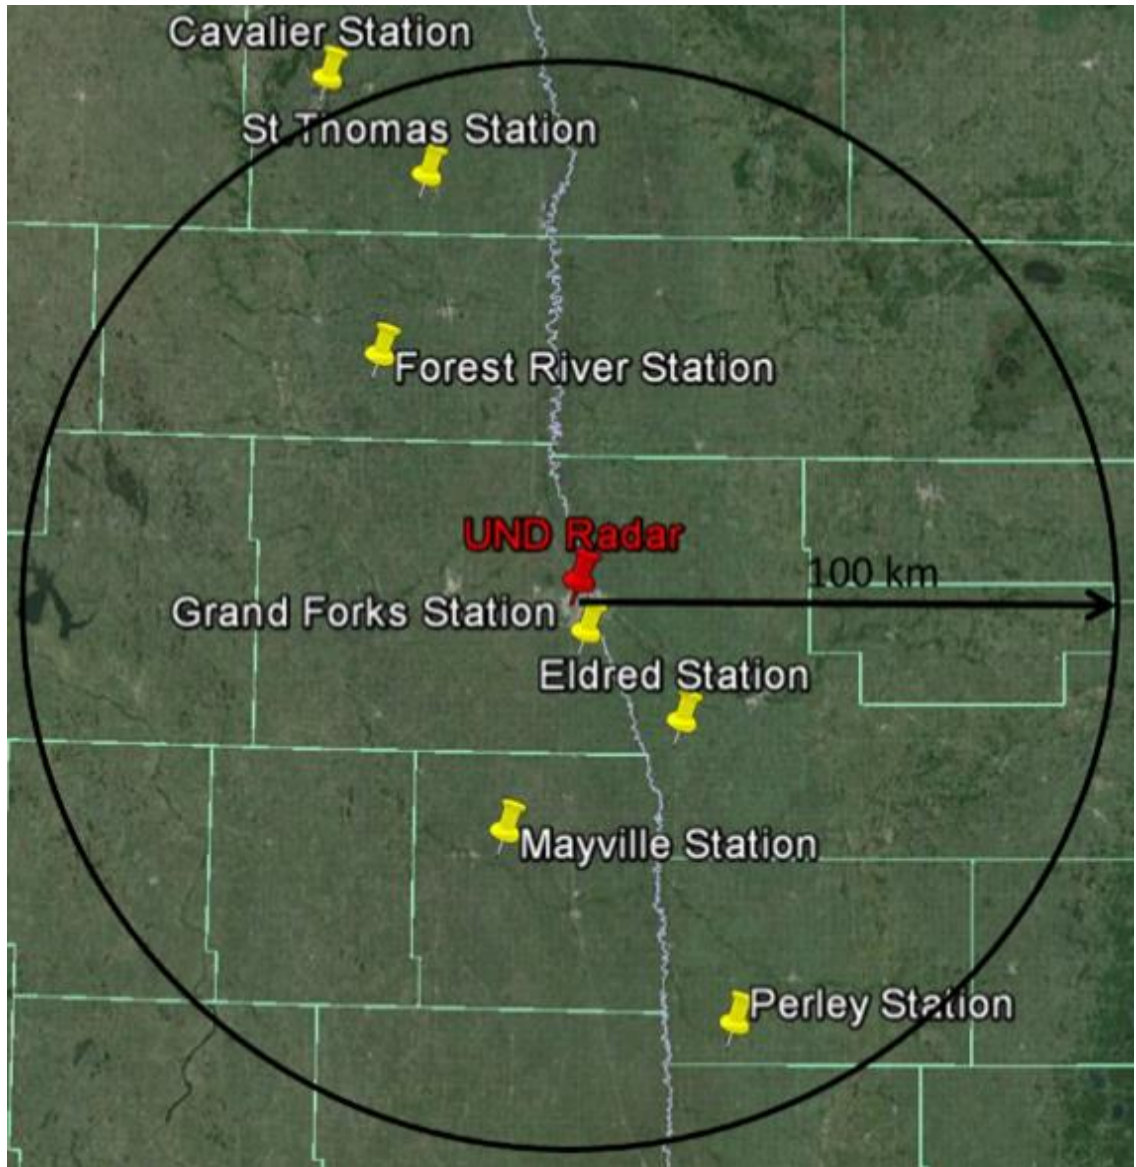 Cavalier Station
St Thomas Station
Forest River Station
UND Radar
100 km
Grand Forks Station
Eldred Station
Mayville Station
Perley Station